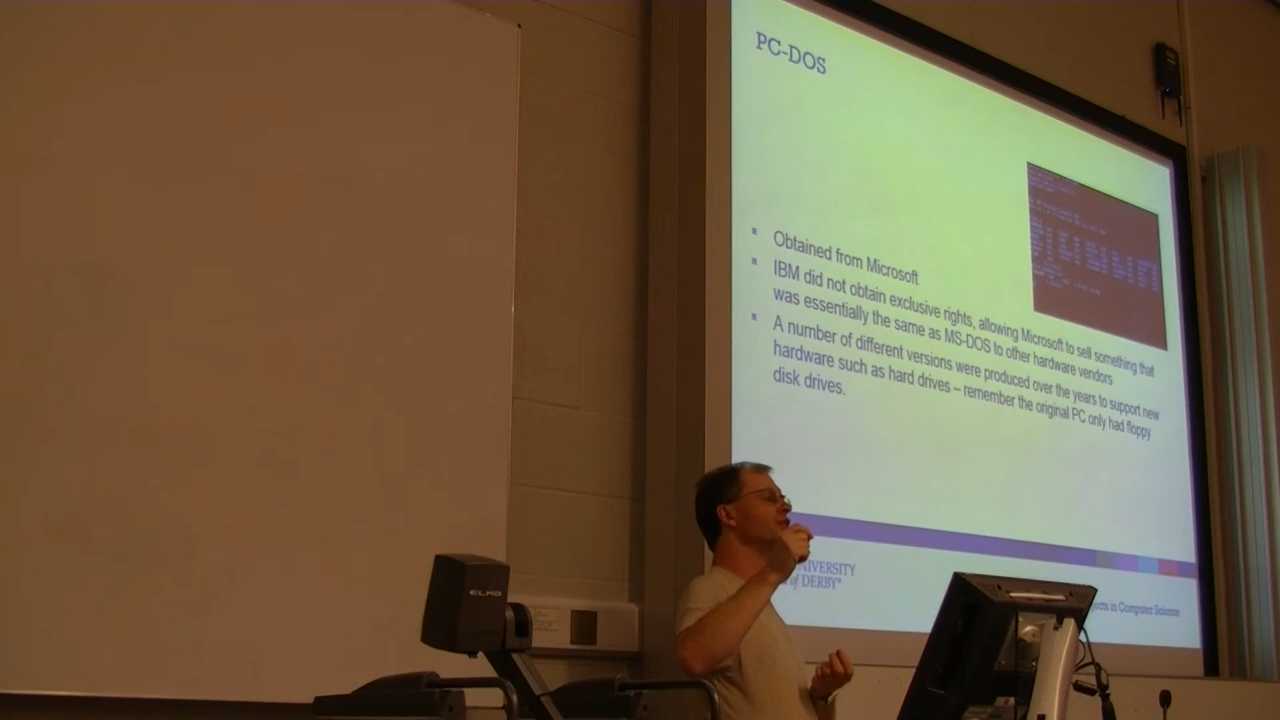 PC-DOS
Obtained from Microsoft
IBM did not obtain exclusive rights, allowing Microsoft to sell something that
was essentially the same as MS-DOS to other hardware vendors
A number of different versions were produced over the years to support new
hardware such as hard drives – remember the original PC only had floppy
disk drives.
UNIVERSITY
of DERBY
in Computer Science
ELMO